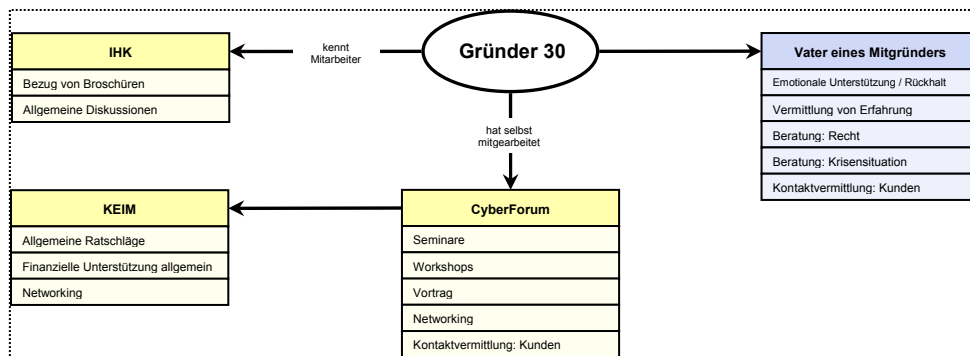 Gründer 30
kennt
Mitarbeiter
IHK
Bezug von Broschüren
Allgemeine Diskussionen
Vater eines Mitgründers
Emotionale Unterstützung / Rückhalt
Vermittlung von Erfahrung
Beratung: Recht
Beratung: Krisensituation
Kontaktvermittlung: Kunden
hat selbst
mitgearbeitet
KEIM
Allgemeine Ratschläge
Finanzielle Unterstützung allgemein
Networking
CyberForum
Seminare
Workshops
Vortrag
Networking
Kontaktvermittlung: Kunden